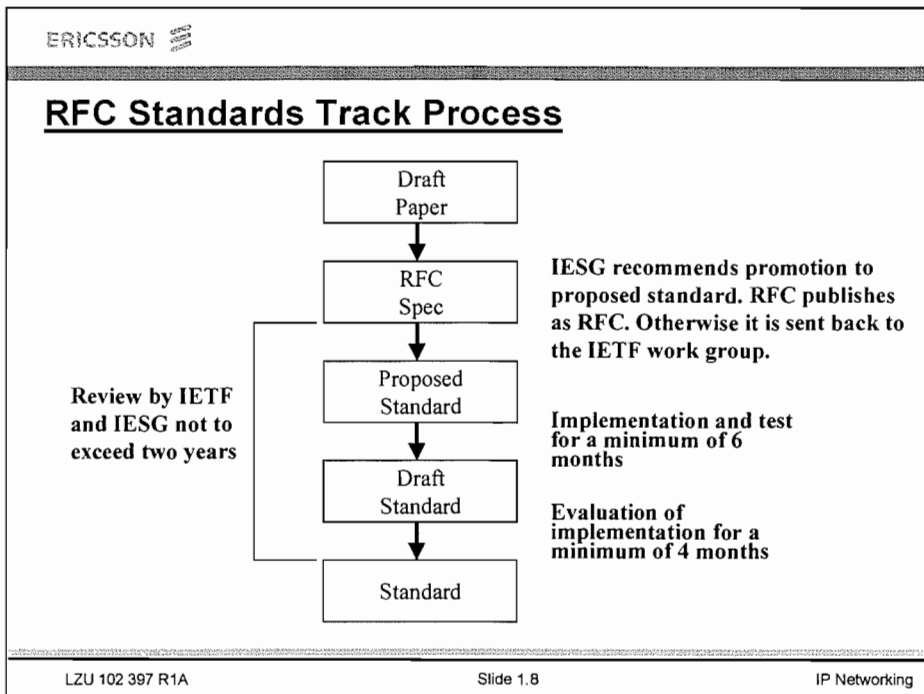 ERICSSON
RFC Standards Track Process
Draft
Paper
RFC
Spec
IESG recommends promotion to
proposed standard. RFC publishes
as RFC. Otherwise it is sent back to
the IETF work group.
Review by IETF
and IESG not to
exceed two years
Proposed
Standard
Implementation and test
for a minimum of 6
months
Draft
Standard
Evaluation of
implementation for a
minimum of 4 months
Standard
LZU 102 397 R1A
Slide 1.8
IP Networking